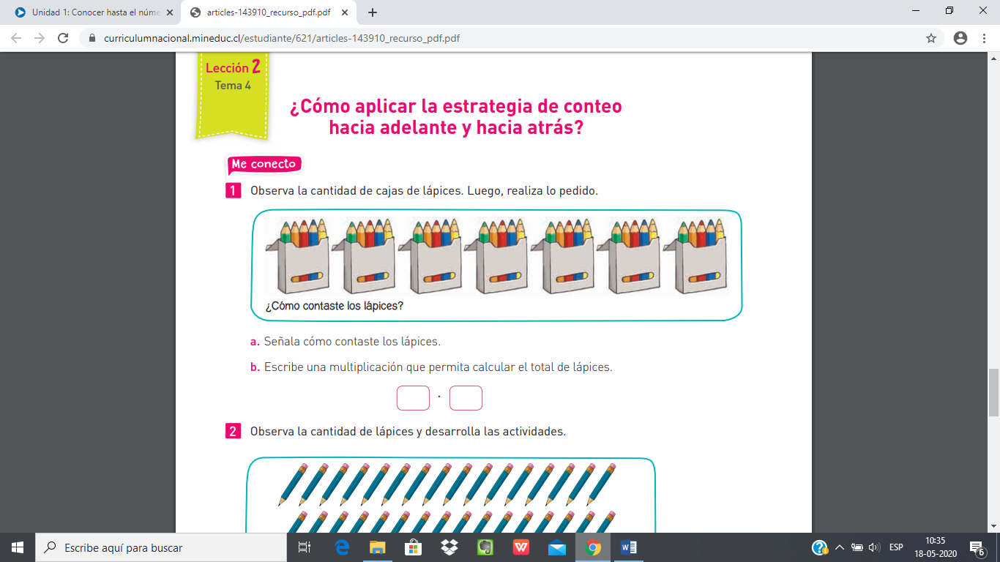 Unidad 1: Conocer hasta el núme
articles-143910_recurso_pdf.pdf
curriculumnacional.mineduc.cl/estudiante/621/articles-143910_recurso_pdf.pdf
Lección 2
Tema 4
¿Cómo aplicar la estrategia de conteo
hacia adelante y hacia atrás?
Me conecto
1 Observa la cantidad de cajas de lápices. Luego, realiza lo pedido.
¿Cómo contaste los lápices?
a. Señala cómo contaste los lápices.
b. Escribe una multiplicación que permita calcular el total de lápices.
·
2 Observa la cantidad de lápices y desarrolla las actividades.
Escribe aquí para buscar
ESP
10:35
18-05-2020
6